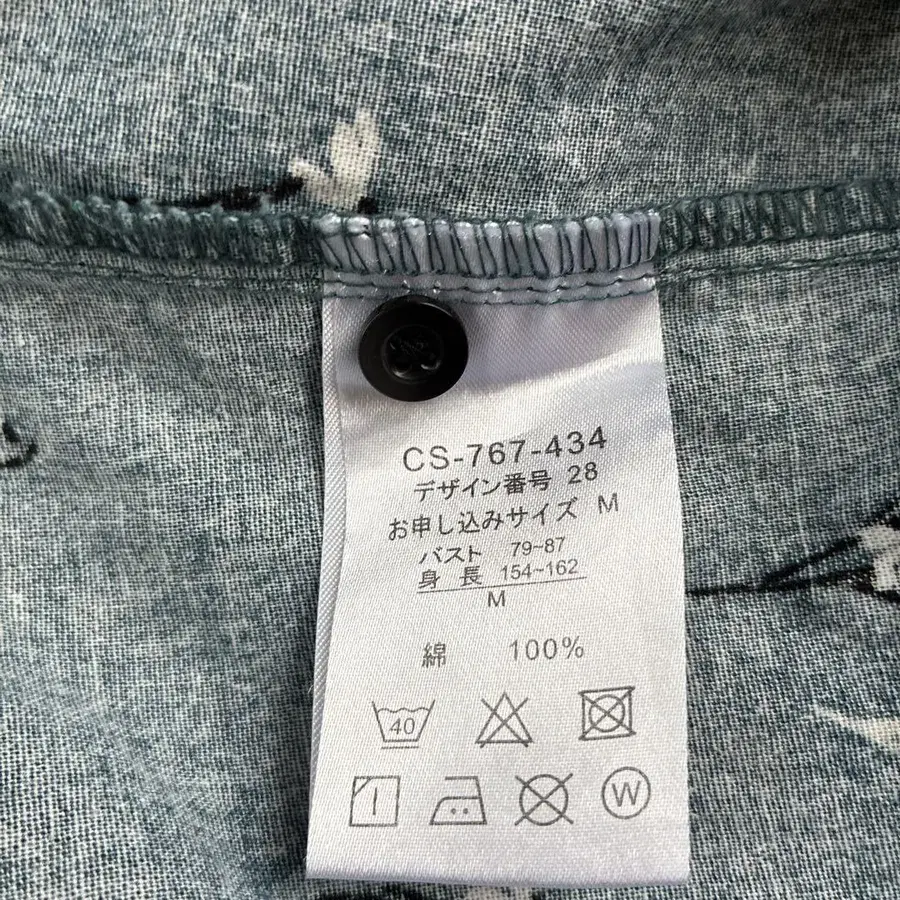 CS-767-434
デザイン番号 28
お申し込みサイズ M
バスト 79~87
身長 154~162
M
綿 100%
40
W